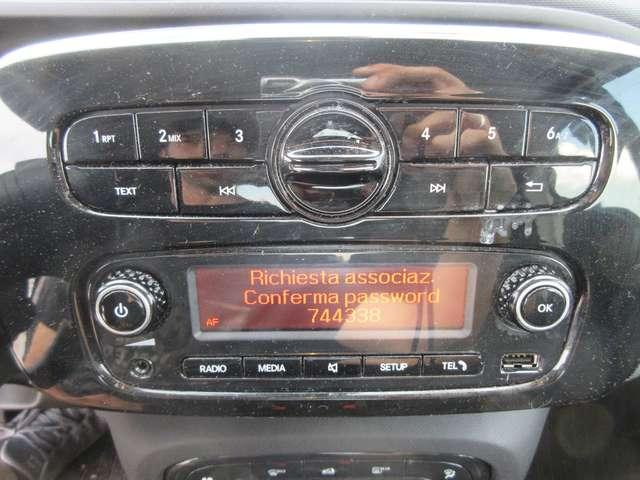 1 RPT 2 MIX 3 4 5 6 A-Z
TEXT
Richiesta associaz.
Conferma password
744338
AF
OK
RADIO MEDIA SETUP TEL